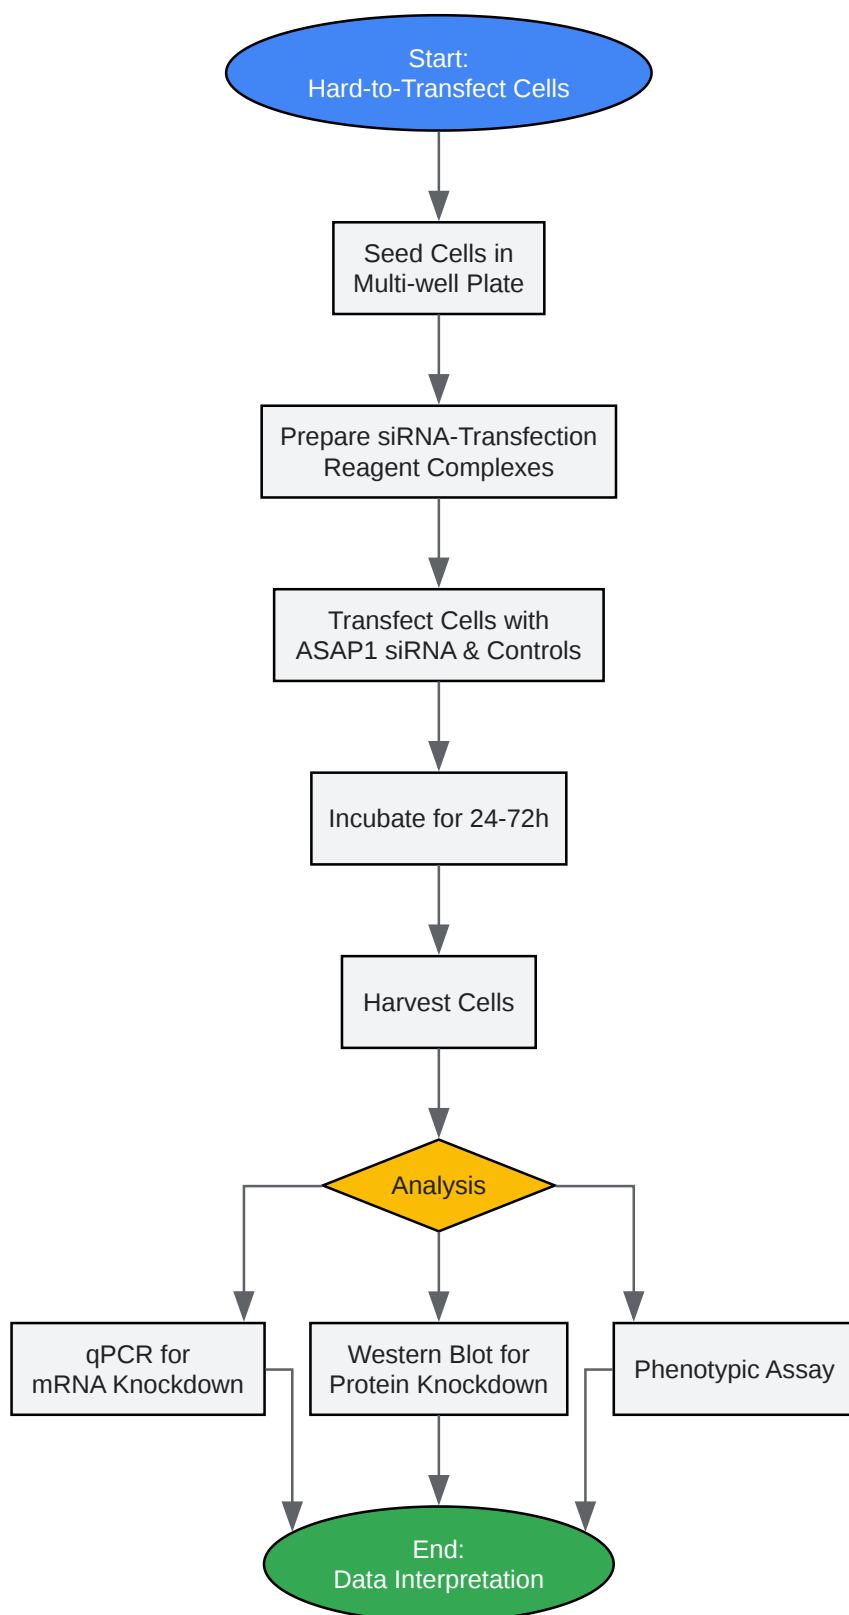 Start:
Hard-to-Transfect Cells
Seed Cells in
Multi-well Plate
Prepare siRNA-Transfection
Reagent Complexes
Transfect Cells with
ASAP1 siRNA & Controls
Incubate for 24-72h
Harvest Cells
Analysis
qPCR for
mRNA Knockdown
Western Blot for
Protein Knockdown
Phenotypic Assay
End:
Data Interpretation